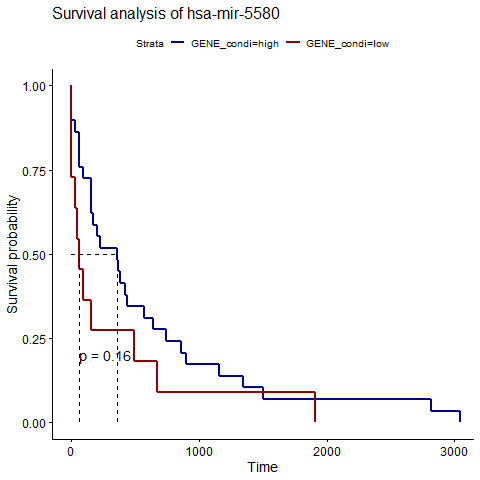 Survival analysis of hsa-mir-5580
Strata GENE_condi=high GENE_condi=low
Survival probability
1.00
0.75
0.50
0.25
0.00
p = 0.16
0 1000 2000 3000
Time